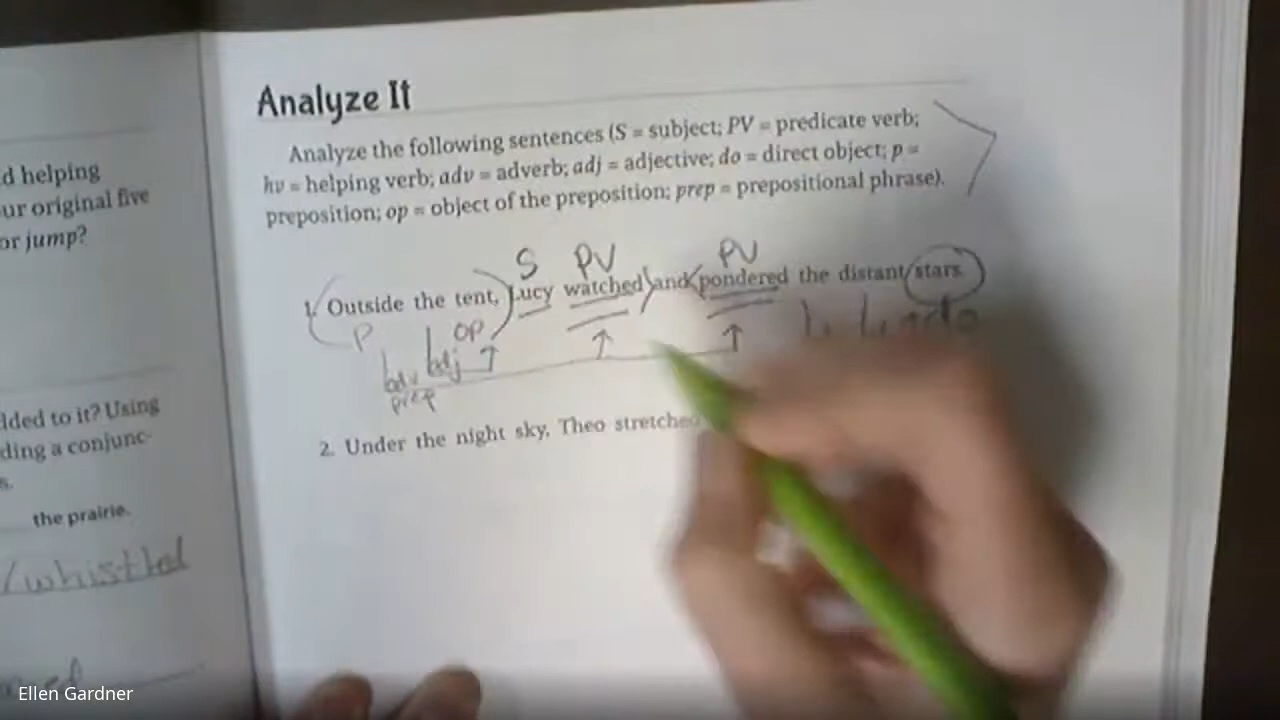 d helping
ur original five
or jump?
dded to it? Using
ding a conjunc-
s.
the prairie.
/whistled
Analyze It
Analyze the following sentences (S = subject; PV = predicate verb;
hv = helping verb; adv = adverb; adj = adjective; do = direct object; p =
preposition; op = object of the preposition; prep = prepositional phrase).
S PV PV
1. Outside the tent, Lucy watched and pondered the distant stars.
P adj op do
adv
prep
2. Under the night sky, Theo stretched
Ellen Gardner